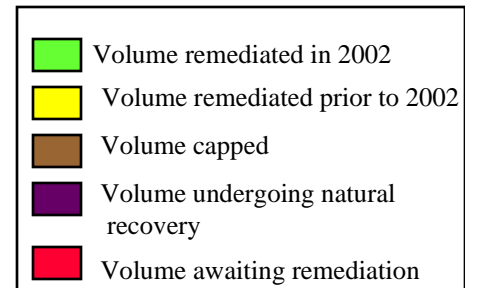 Volume remediated in 2002
Volume remediated prior to 2002
Volume capped
Volume undergoing natural
recovery
Volume awaiting remediation